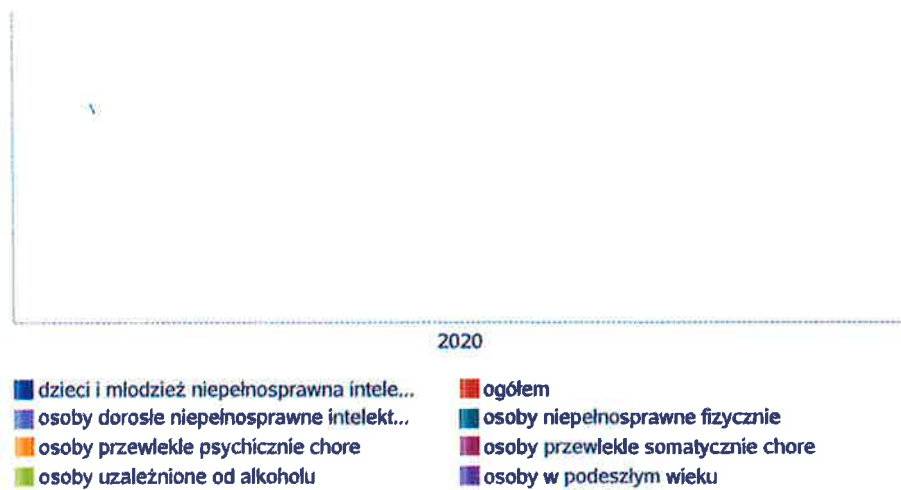 2020
dzieci i młodzież niepełnosprawna intele...
ogółem
osoby dorosłe niepełnosprawne intelekt...
osoby niepełnosprawne fizycznie
osoby przewlekle psychicznie chore
osoby przewlekle somatycznie chore
osoby uzależnione od alkoholu
osoby w podeszłym wieku